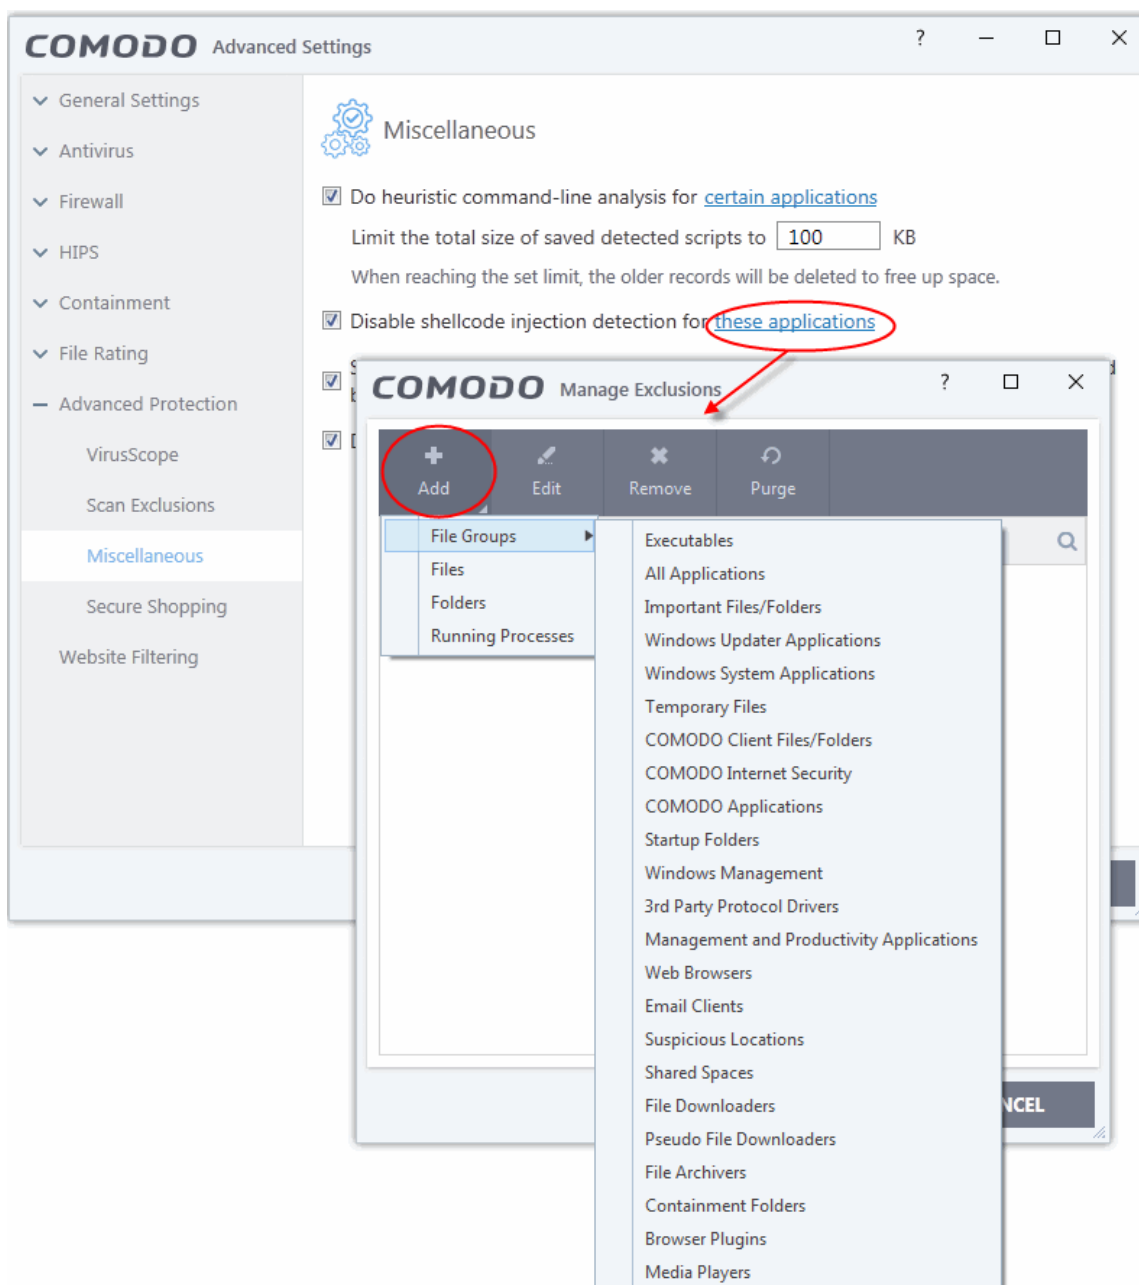 COMODO Advanced Settings
General Settings
Antivirus
Firewall
HIPS
Containment
File Rating
Advanced Protection
VirusScope
Scan Exclusions
Miscellaneous
Secure Shopping
Website Filtering
Miscellaneous
Do heuristic command-line analysis for certain applications
Limit the total size of saved detected scripts to 100 KB
When reaching the set limit, the older records will be deleted to free up space.
Disable shellcode injection detection for these applications
COMODO Manage Exclusions
Add Edit Remove Purge
File Groups
Files
Folders
Running Processes
Executables
All Applications
Important Files/Folders
Windows Updater Applications
Windows System Applications
Temporary Files
COMODO Client Files/Folders
COMODO Internet Security
COMODO Applications
Startup Folders
Windows Management
3rd Party Protocol Drivers
Management and Productivity Applications
Web Browsers
Email Clients
Suspicious Locations
Shared Spaces
File Downloaders
Pseudo File Downloaders
File Archivers
Containment Folders
Browser Plugins
Media Players
NCEL